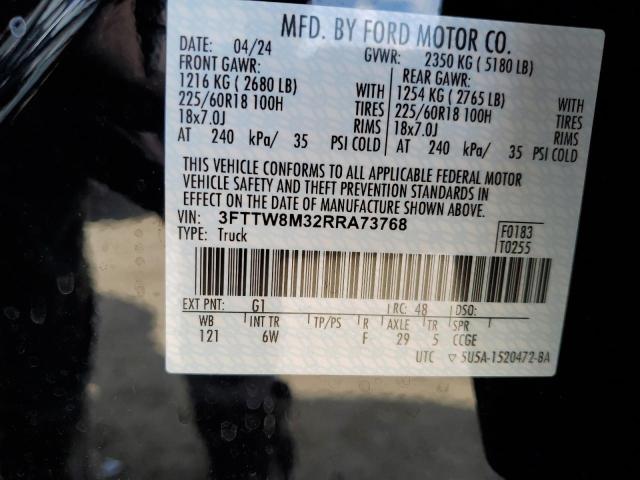 MFD. BY FORD MOTOR CO.
DATE: 04/24 GVWR: 2350 KG ( 5180 LB)
FRONT GAWR: REAR GAWR:
1216 KG ( 2680 LB) WITH 1254 KG ( 2765 LB) WITH
225/60R18 100H TIRES 225/60R18 100H TIRES
18x7.0J RIMS 18x7.0J RIMS
AT 240 kPa/ 35 PSI COLD AT 240 kPa/ 35 PSI COLD
THIS VEHICLE CONFORMS TO ALL APPLICABLE FEDERAL MOTOR
VEHICLE SAFETY AND THEFT PREVENTION STANDARDS IN
EFFECT ON THE DATE OF MANUFACTURE SHOWN ABOVE.
VIN: 3FTTW8M32RRA73768 F0183
TYPE: Truck T0255
EXT PNT: G1 RC: 48 DSO:
WB INT TR TP/PS R AXLE TR SPR
121 6W F 29 5 CCGE
UTC ▽ 5U5A-1520472-BA